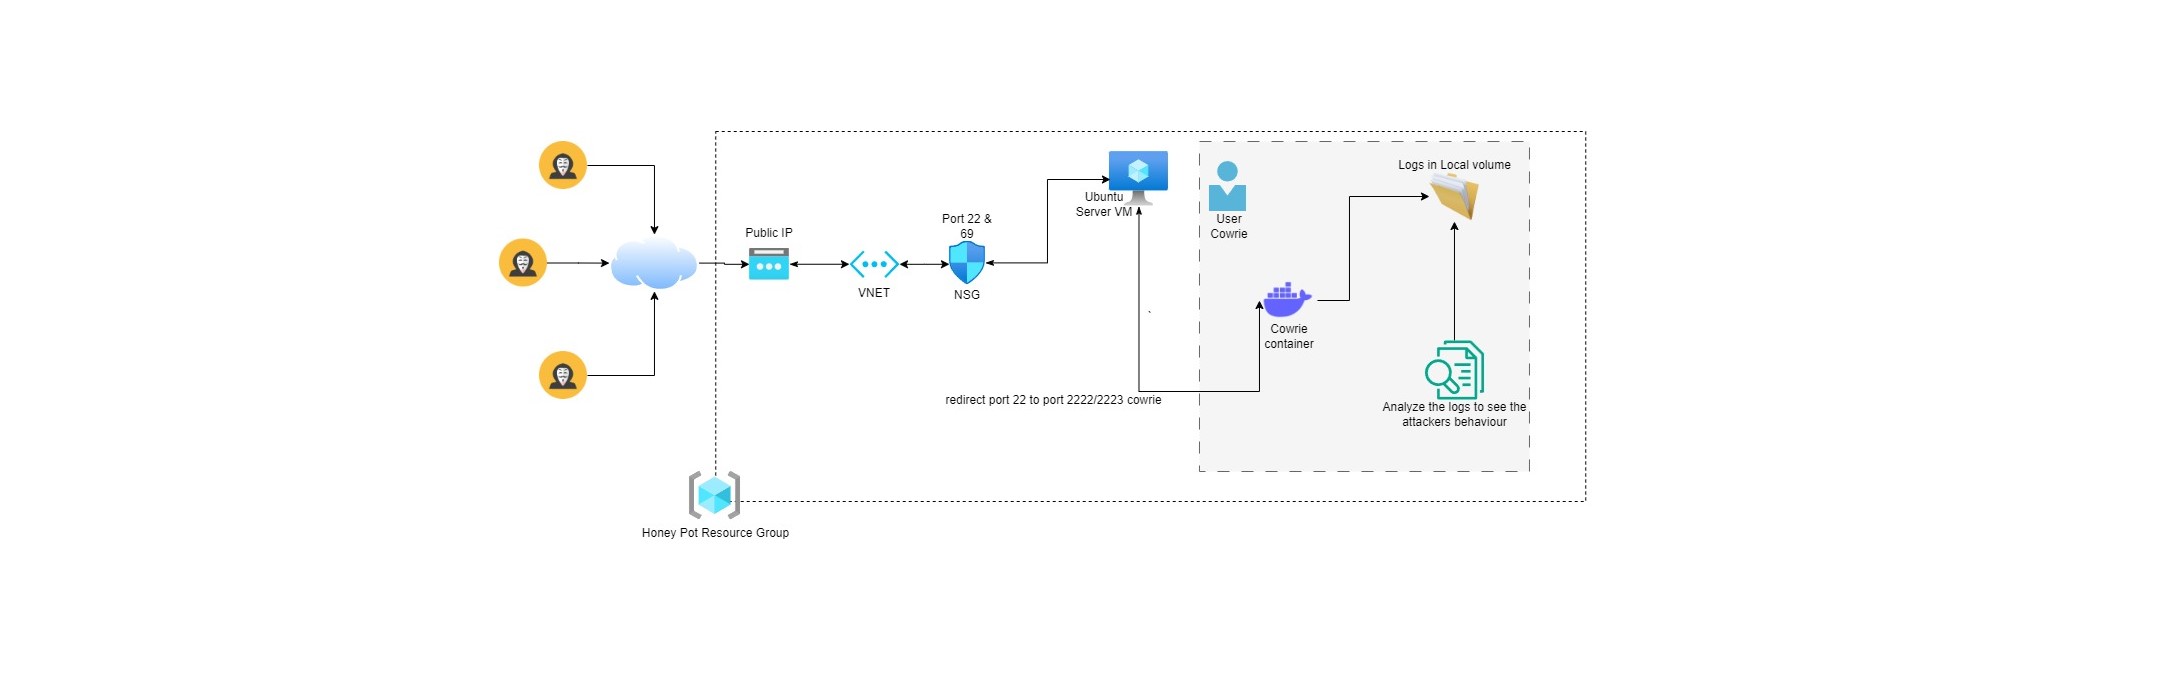 Logs in Local volume
Ubuntu
Server VM
Port 22 &
69
User
Cowrie
Public IP
VNET
NSG
Cowrie
container
redirect port 22 to port 2222/2223 cowrie
Analyze the logs to see the
attackers behaviour
Honey Pot Resource Group